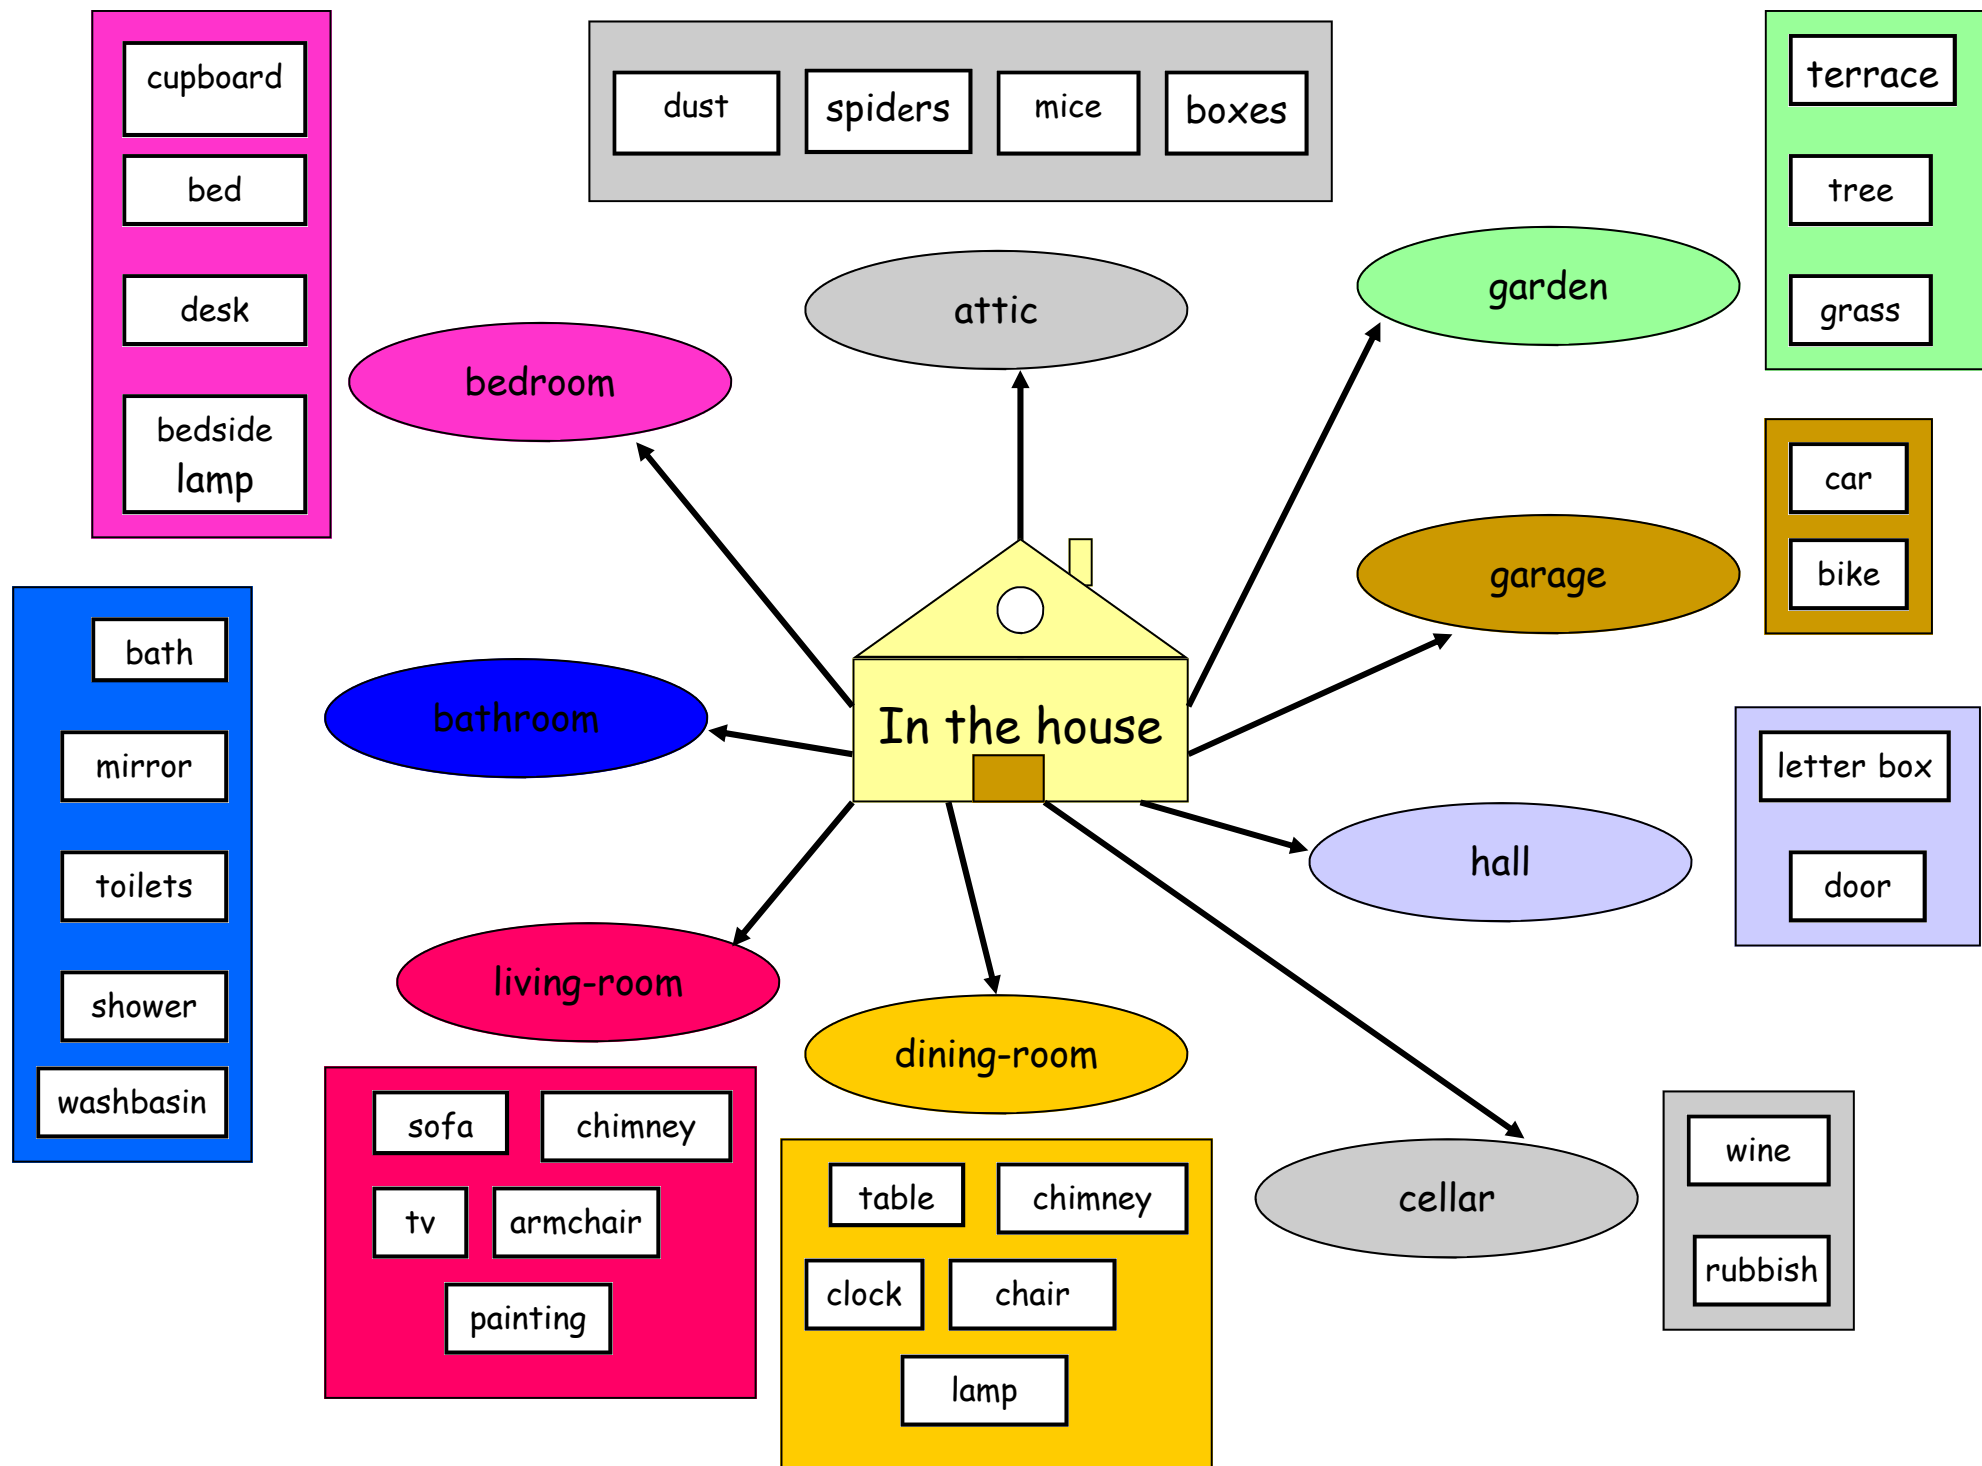 cupboard
bed
desk
bedside
lamp
dust
spiders
mice
boxes
terrace
tree
grass
attic
garden
bedroom
car
bike
garage
bath
mirror
toilets
shower
washbasin
bathroom
In the house
letter box
door
hall
living-room
sofa
chimney
tv
armchair
painting
dining-room
table
chimney
clock
chair
lamp
cellar
wine
rubbish